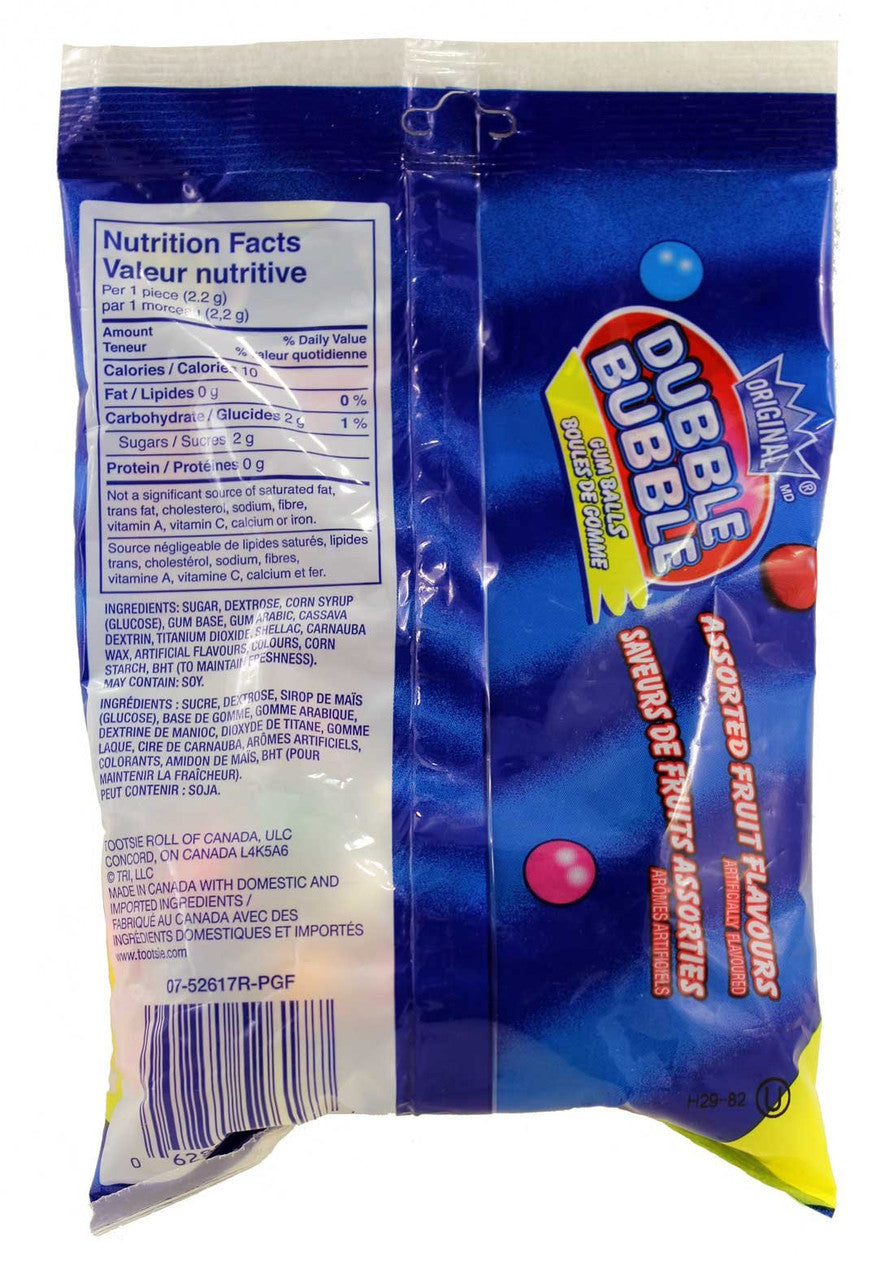 Nutrition Facts
Valeur nutritive
Per 1 piece (2.2 g)
par 1 morceau (2,2 g)
Amount
Teneur
% Daily Value
% valeur quotidienne
Calories / Calories 10
Fat / Lipides 0 g 0 %
Carbohydrate / Glucides 2 g 1 %
Sugars / Sucres 2 g
Protein / Protéines 0 g
Not a significant source of saturated fat,
trans fat, cholesterol, sodium, fibre,
vitamin A, vitamin C, calcium or iron.
Source négligeable de lipides saturés, lipides
trans, cholestérol, sodium, fibres,
vitamine A, vitamine C, calcium et fer.
INGREDIENTS: SUGAR, DEXTROSE, CORN SYRUP
(GLUCOSE), GUM BASE, GUM ARABIC, CASSAVA
DEXTRIN, TITANIUM DIOXIDE, SHELLAC, CARNAUBA
WAX, ARTIFICIAL FLAVOURS, COLOURS, CORN
STARCH, BHT (TO MAINTAIN FRESHNESS).
MAY CONTAIN: SOY.
INGRÉDIENTS : SUCRE, DEXTROSE, SIROP DE MAÏS
(GLUCOSE), BASE DE GOMME, GOMME ARABIQUE,
DEXTRINE DE MANIOC, DIOXYDE DE TITANE, GOMME
LAQUE, CIRE DE CARNAUBA, ARÔMES ARTIFICIELS,
COLORANTS, AMIDON DE MAÏS, BHT (POUR
MAINTENIR LA FRAÎCHEUR).
PEUT CONTENIR : SOJA.
TOOTSIE ROLL OF CANADA, ULC
CONCORD, ON CANADA L4K5A6
© TRI, LLC
MADE IN CANADA WITH DOMESTIC AND
IMPORTED INGREDIENTS /
FABRIQUÉ AU CANADA AVEC DES
INGRÉDIENTS DOMESTIQUES ET IMPORTÉS
www.tootsie.com
07-52617R-PGF
0 62
ORIGINAL
MD ®
DUBBLE
BUBBLE
GUM BALLS
BOULES DE GOMME
ASSORTED FRUIT FLAVOURS
ARTIFICIALLY FLAVOURED
SAVEURS DE FRUITS ASSORTIES
ARÔMES ARTIFICIELS
H29-82 U